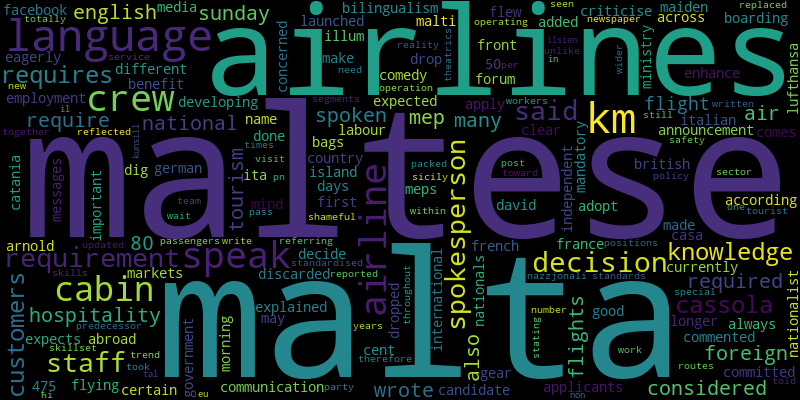 facebook media english sunday bilingualism malti flew seen newspaper added criticise maiden replaced
totally language airlines launched concerned operating across boarding
eagerly illum make theatrics front in ilsien unlike reality ministry lufthansa
requires different drop 50per wider enhance
new benefit comedy forum need
service employment crew developing expected operation apply workers km flight air
il require national spoken mep many said still written italian
segments labour clear announcement comes
together reflected kunsill name times bags mandatory safety
maltese
catania messages dig german tourism done country visit ita island pn meps packed sicily post independent british sector
important mind days toward policy according
team pass first airline spokesperson within david adopt one tourist
arnold wait shameful referring french france made casa positions
updated 80 passengers write decide nationals
requirement speak standardised decision knowledge
skills markets discarded reported throughout international nazzjonali standards currently
customers cabin malta special required nationalist
predecessor explained dropped number cassola
hospitality may also good longer always
expects abroad government morning cent years stating flights commented foreign
skillset trend therefore work routes
staff took gear committed
475 flying tal certain communication party wrote candidate applicants considered told
hi eu non